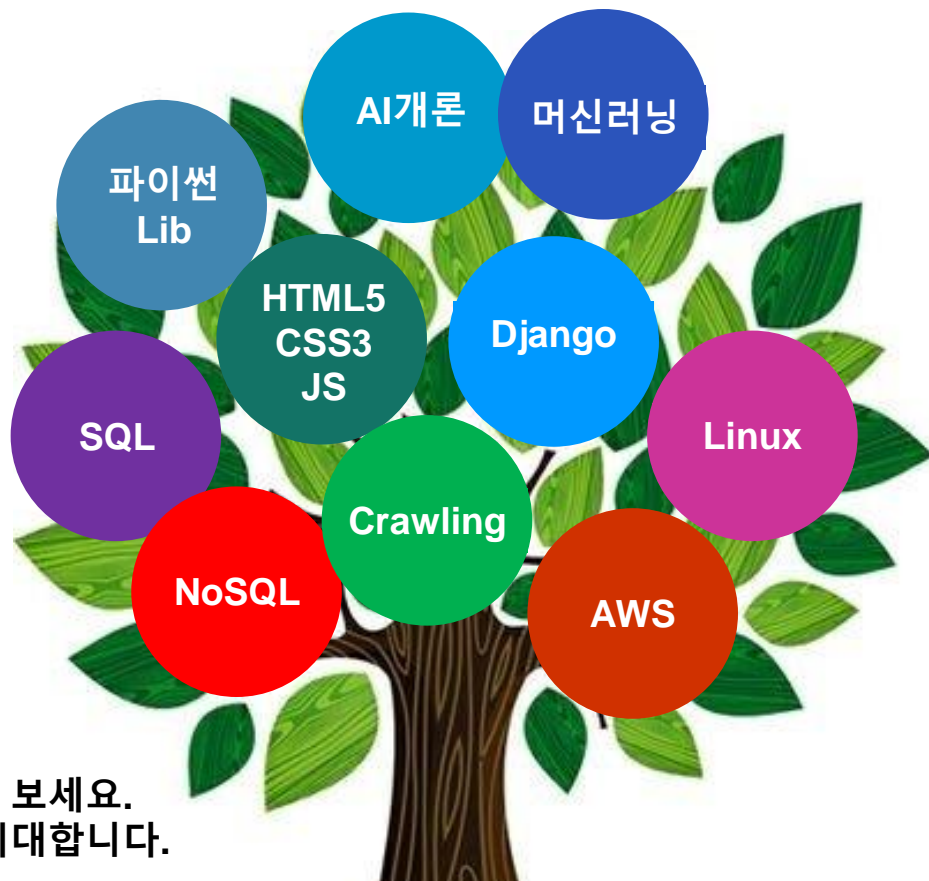 AI개론
머신러닝
파이썬
Lib
HTML5
CSS3
JS
Django
SQL
Linux
Crawling
NoSQL
AWS
보세요.
대합니다.